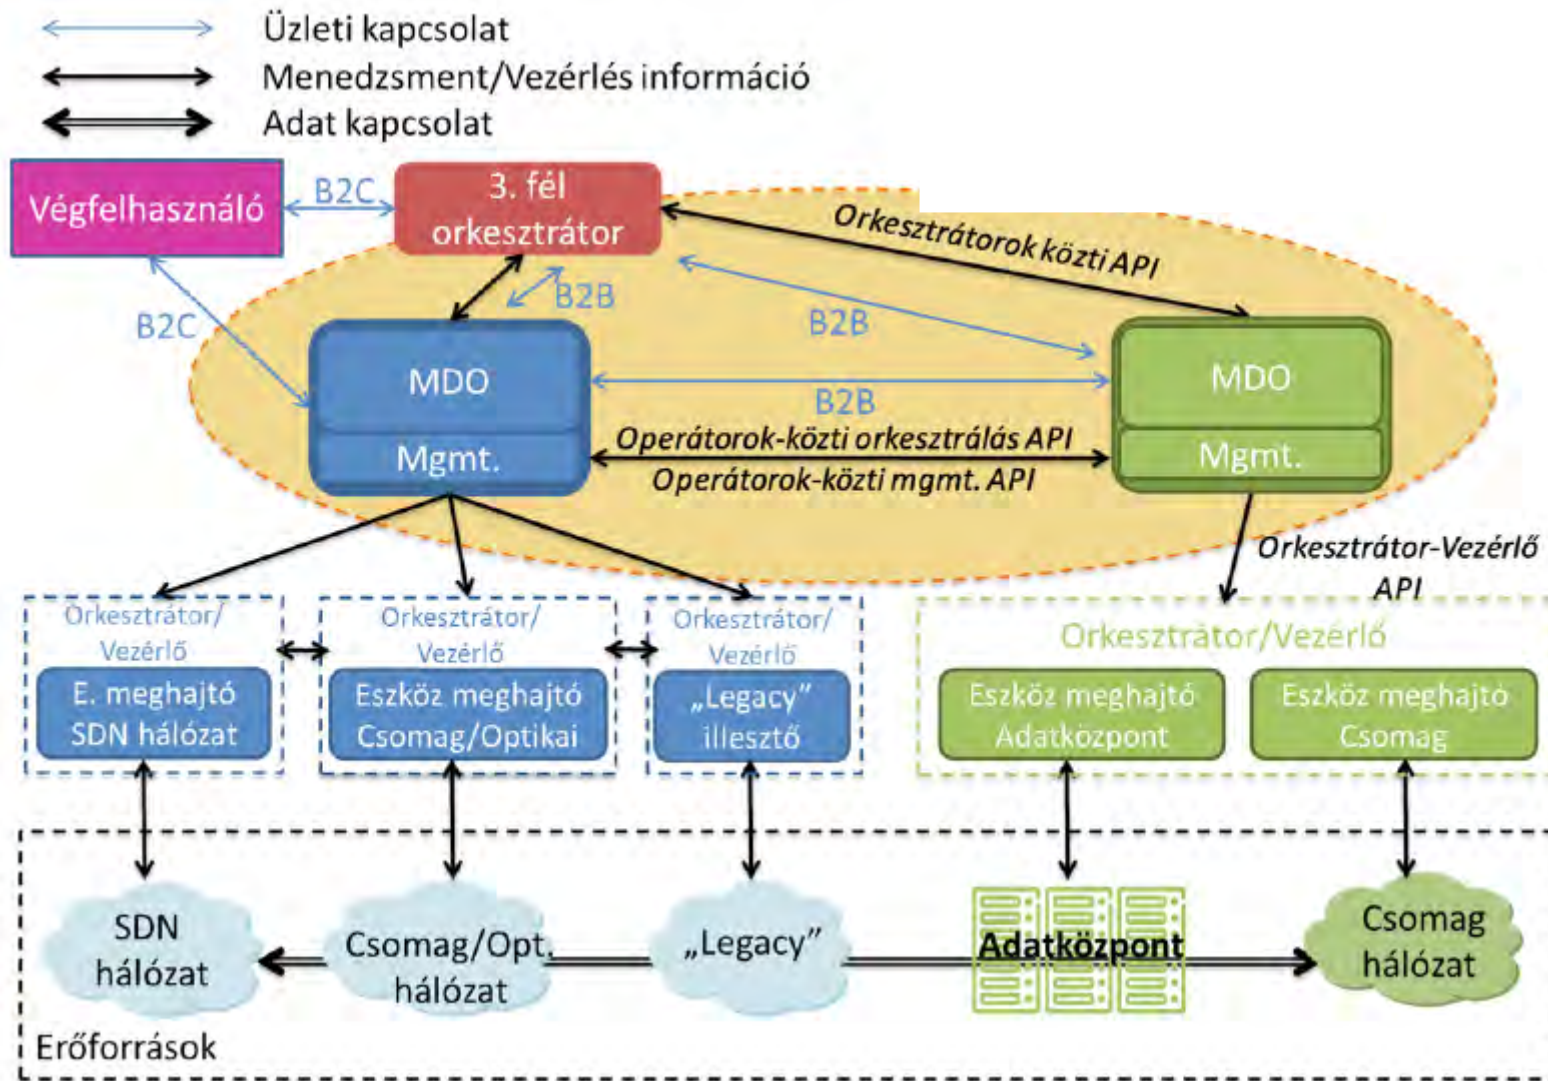 Üzleti kapcsolat
Menedzsment/Vezérlés információ
Adat kapcsolat
Végfelhasználó
B2C
3. fél
orkesztrátor
Orkesztrátorok közti API
B2C
B2B
B2B
MDO
Mgmt.
B2B
Operátorok-közti orkesztrálás API
Operátorok-közti mgmt. API
MDO
Mgmt.
Orkesztrátor-Vezérlő
API
Orkesztrátor/
Vezérlő
E. meghajtó
SDN hálózat
Orkesztrátor/
Vezérlő
Eszköz meghajtó
Csomag/Optikai
Orkesztrátor/
Vezérlő
„Legacy”
illesztő
Orkesztrátor/Vezérlő
Eszköz meghajtó
Adatközpont
Eszköz meghajtó
Csomag
SDN
hálózat
Csomag/Opt.
hálózat
„Legacy”
Adatközpont
Csomag
hálózat
Erőforrások